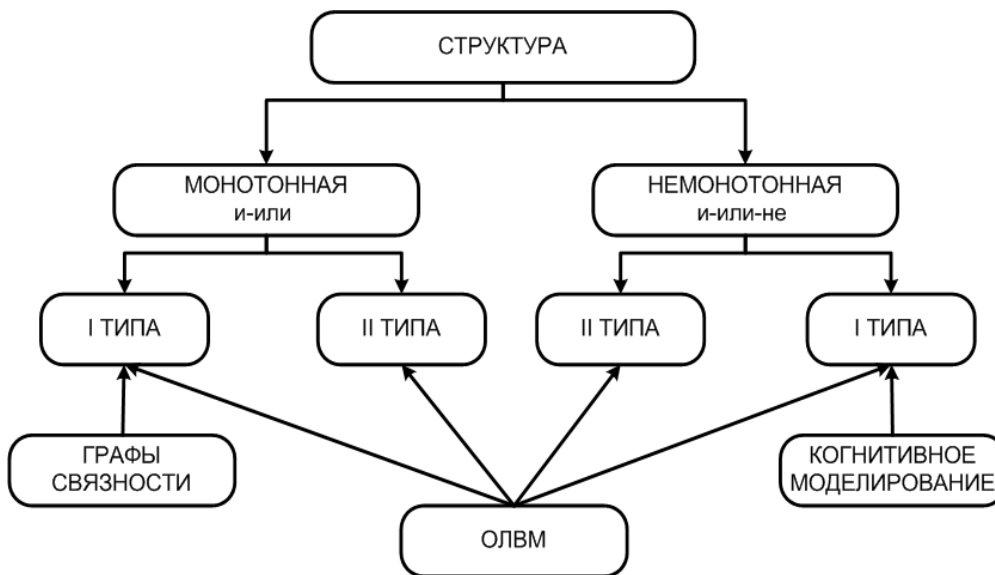 СТРУКТУРА
МОНОТОННАЯ
и-или
НЕМОНОТОННАЯ
и-или-не
I ТИПА
II ТИПА
II ТИПА
I ТИПА
ГРАФЫ
СВЯЗНОСТИ
КОГНИТИВНОЕ
МОДЕЛИРОВАНИЕ
ОЛВМ